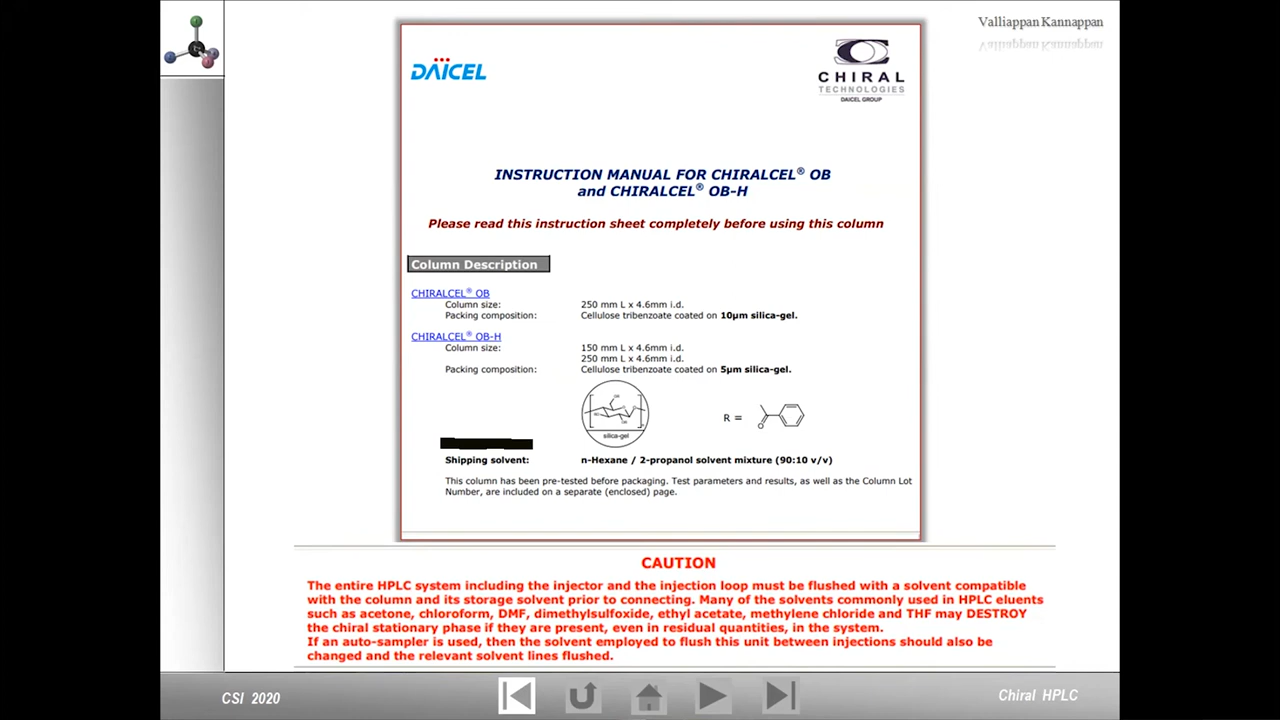 Valliappan Kannappan
DAICEL
CHIRAL
TECHNOLOGIES
DAICEL GROUP
INSTRUCTION MANUAL FOR CHIRALCEL® OB
and CHIRALCEL® OB-H
Please read this instruction sheet completely before using this column
Column Description
CHIRALCEL® OB
Column size: 250 mm L x 4.6mm i.d.
Packing composition: Cellulose tribenzoate coated on 10µm silica-gel.
CHIRALCEL® OB-H
Column size: 150 mm L x 4.6mm i.d.
250 mm L x 4.6mm i.d.
Packing composition: Cellulose tribenzoate coated on 5µm silica-gel.
silica-gel
R =
O
Shipping solvent: n-Hexane / 2-propanol solvent mixture (90:10 v/v)
This column has been pre-tested before packaging. Test parameters and results, as well as the Column Lot
Number, are included on a separate (enclosed) page.
CAUTION
The entire HPLC system including the injector and the injection loop must be flushed with a solvent compatible
with the column and its storage solvent prior to connecting. Many of the solvents commonly used in HPLC eluents
such as acetone, chloroform, DMF, dimethylsulfoxide, ethyl acetate, methylene chloride and THF may DESTROY
the chiral stationary phase if they are present, even in residual quantities, in the system.
If an auto-sampler is used, then the solvent employed to flush this unit between injections should also be
changed and the relevant solvent lines flushed.
CSI 2020
Chiral HPLC